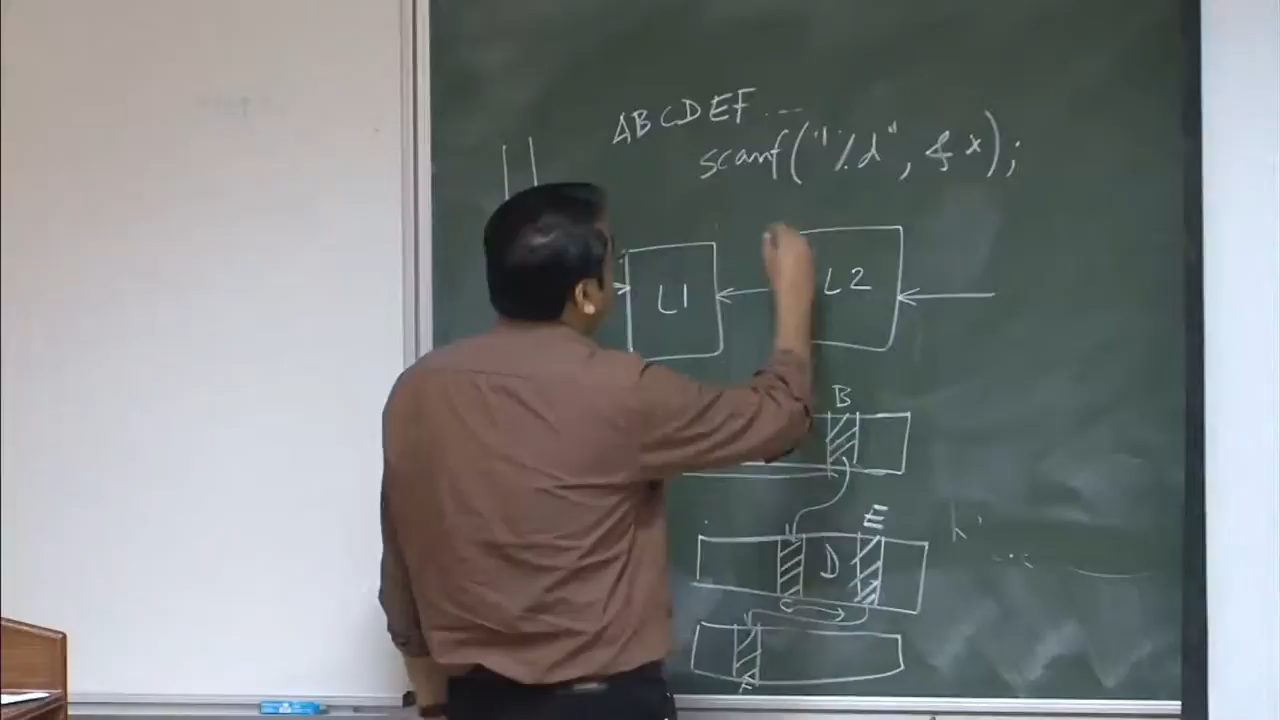 ABCDEF...
scanf("%d", &x);
L1
L2
B
E
D
F